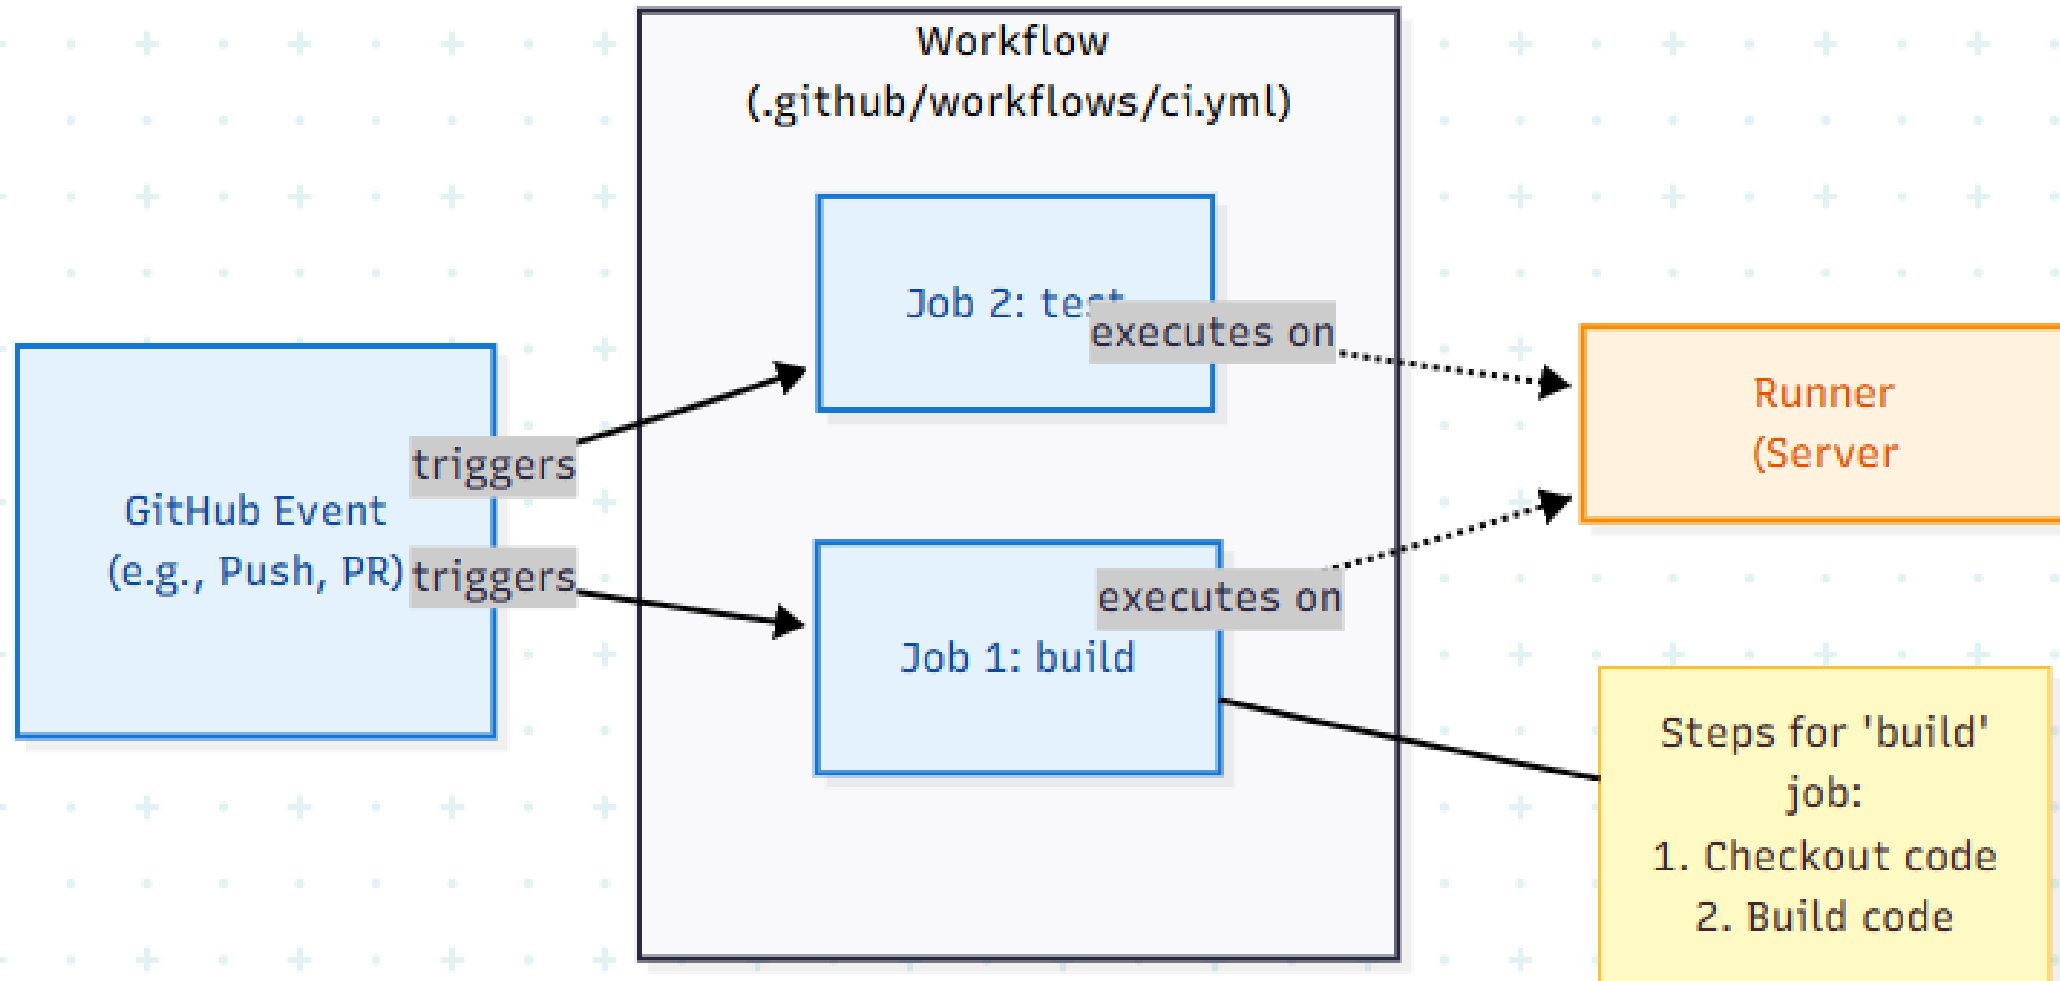 Workflow
(.github/workflows/ci.yml)
Job 2: test
executes on
triggers
GitHub Event
(e.g., Push, PR)
triggers
Job 1: build
executes on
Runner
(Server
Steps for 'build'
job:
1. Checkout code
2. Build code